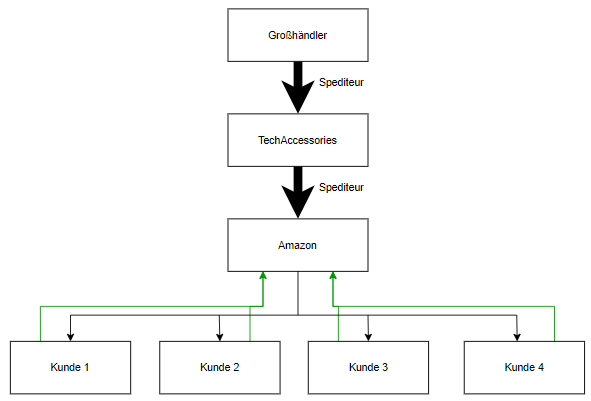 Großhändler
Spediteur
TechAccessories
Spediteur
Amazon
Kunde 1
Kunde 2
Kunde 3
Kunde 4